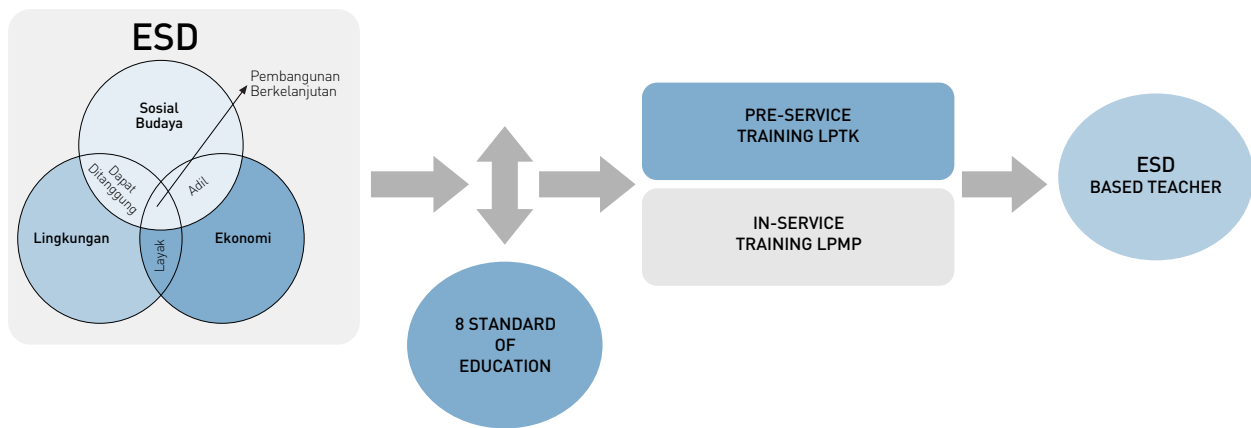 ESD
Pembangunan
Berkelanjutan
Sosial
Budaya
Dapat
Ditanggung
Adil
Lingkungan
Ekonomi
Layak
8 STANDARD
OF
EDUCATION
PRE-SERVICE
TRAINING LPTK
IN-SERVICE
TRAINING LPMP
ESD
BASED TEACHER